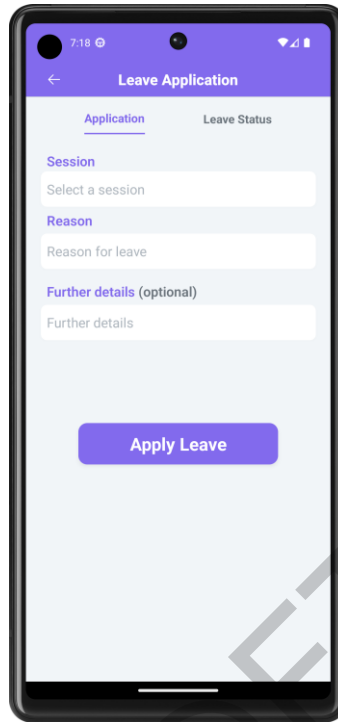 7:18
Leave Application
Application Leave Status
Session
Select a session
Reason
Reason for leave
Further details (optional)
Further details
Apply Leave